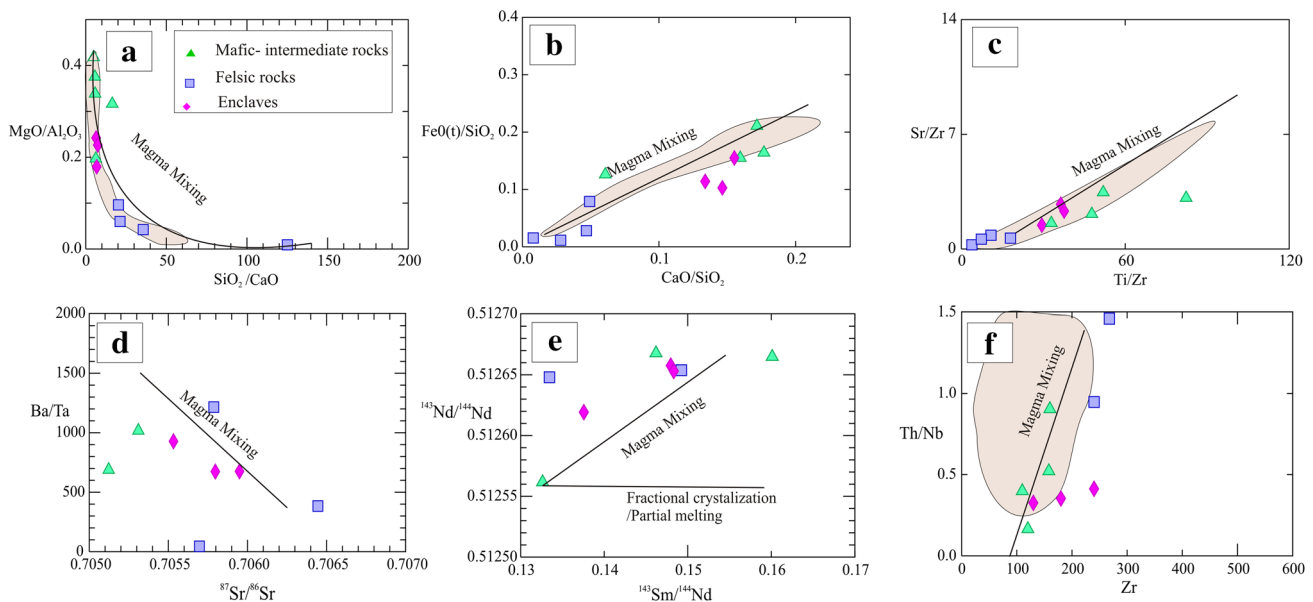 a
Mafic- intermediate rocks
Felsic rocks
Enclaves
0.4
0.2
0.0
MgO/Al2O3
Magma Mixing
0
50
100
150
200
SiO2/CaO
b
0.4
0.3
0.2
0.1
0.0
Fe0(t)/SiO2
Magma Mixing
0.1
0.2
CaO/SiO2
c
14
7
0
Sr/Zr
Magma Mixing
0
60
120
Ti/Zr
d
2000
1500
1000
500
0
Ba/Ta
Magma Mixing
0.7050
0.7055
0.7060
0.7065
0.7070
87Sr/86Sr
e
0.51270
0.51265
0.51260
0.51255
0.51250
143Nd/144Nd
Magma Mixing
Fractional crystalization
/Partial melting
0.13
0.14
0.15
0.16
0.17
143Sm/144Nd
f
1.5
1.0
0.5
0.0
Th/Nb
Magma Mixing
0
100
200
300
400
500
600
Zr